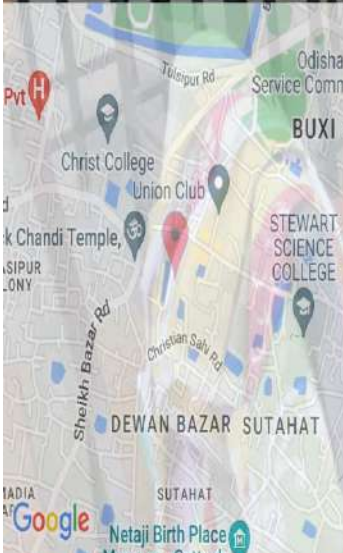 Tulsipur Rd
Odisha
Service Comm
Pvt
H
BUXI
Christ College
Union Club
k Chandi Temple,
STEWART
SCIENCE
COLLEGE
ASIPUR
LONY
Sheikh Bazar Rd
Christian Sahi Rd
DEWAN BAZAR
SUTAHAT
SUTAHAT
Google
Netaji Birth Place